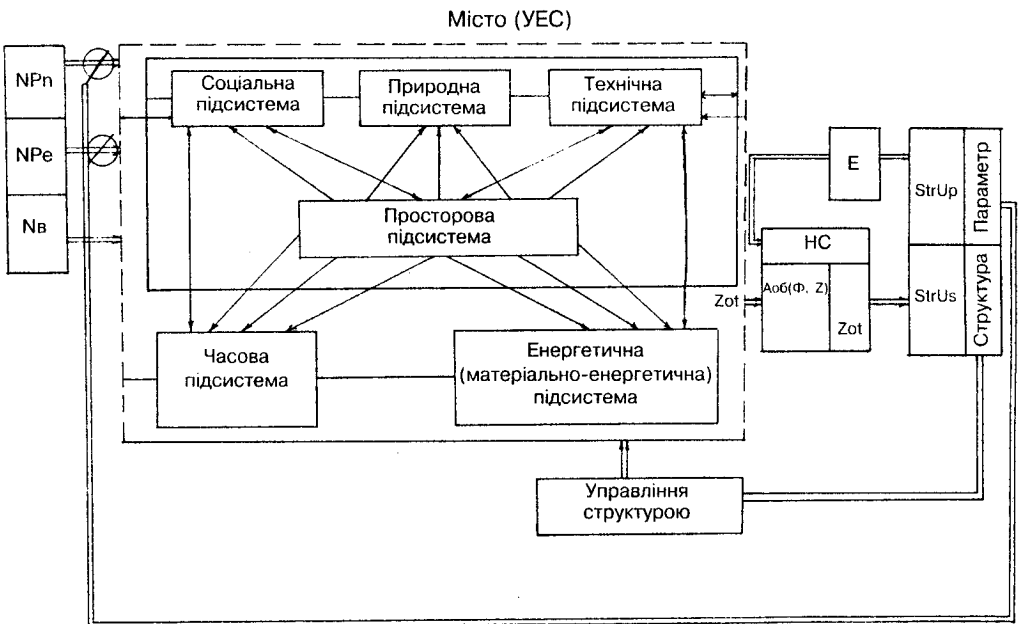 Місто (УЕС)
NPn
NPe
Nв
Соціальна
підсистема
Природна
підсистема
Технічна
підсистема
Просторова
підсистема
Часова
підсистема
Енергетична
(матеріально-енергетична)
підсистема
Управління
структурою
Zot
E
НС
Аоб(Ф, Z)
Zot
StrUp
Параметр
StrUs
Структура